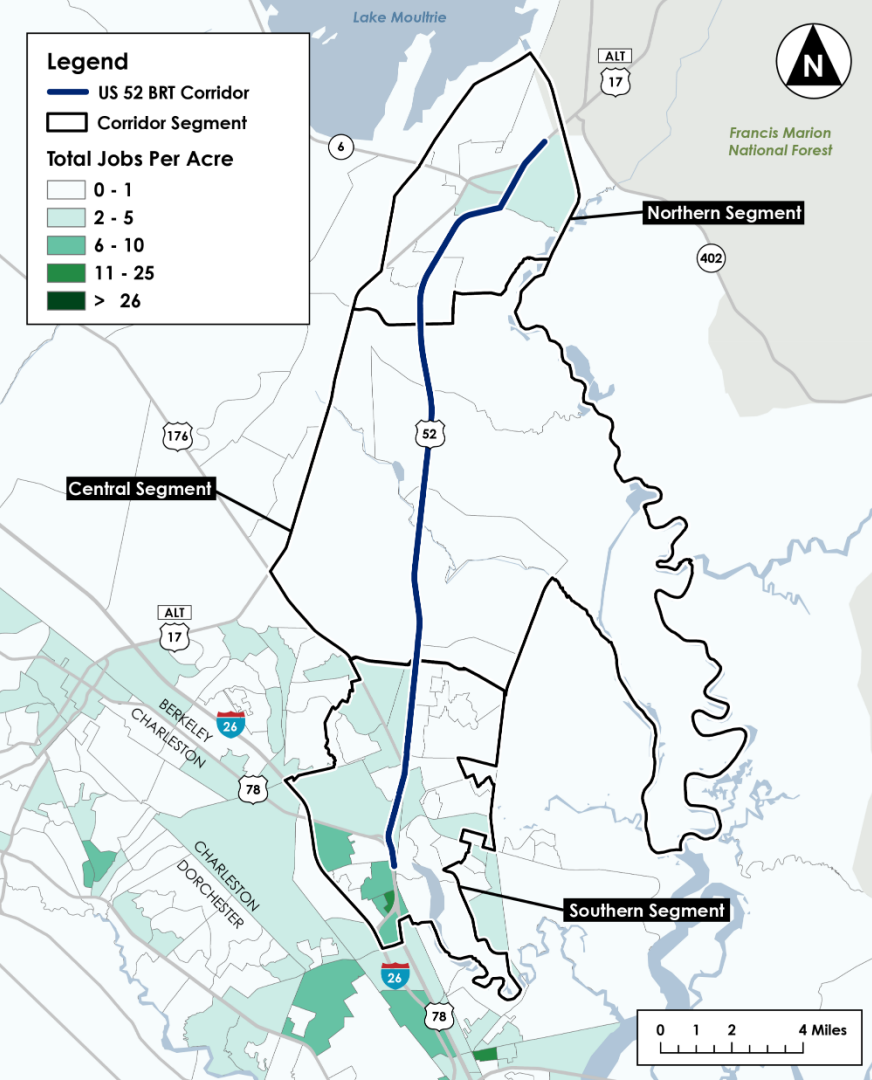 Lake Moultrie
Legend
US 52 BRT Corridor
Corridor Segment
Total Jobs Per Acre
0 - 1
2 - 5
6 - 10
11 - 25
> 26
ALT
17
N
6
Francis Marion
National Forest
Northern Segment
402
176
52
Central Segment
ALT
17
BERKELEY
CHARLESTON
26
78
CHARLESTON
DORCHESTER
Southern Segment
26
78
0 1 2 4 Miles